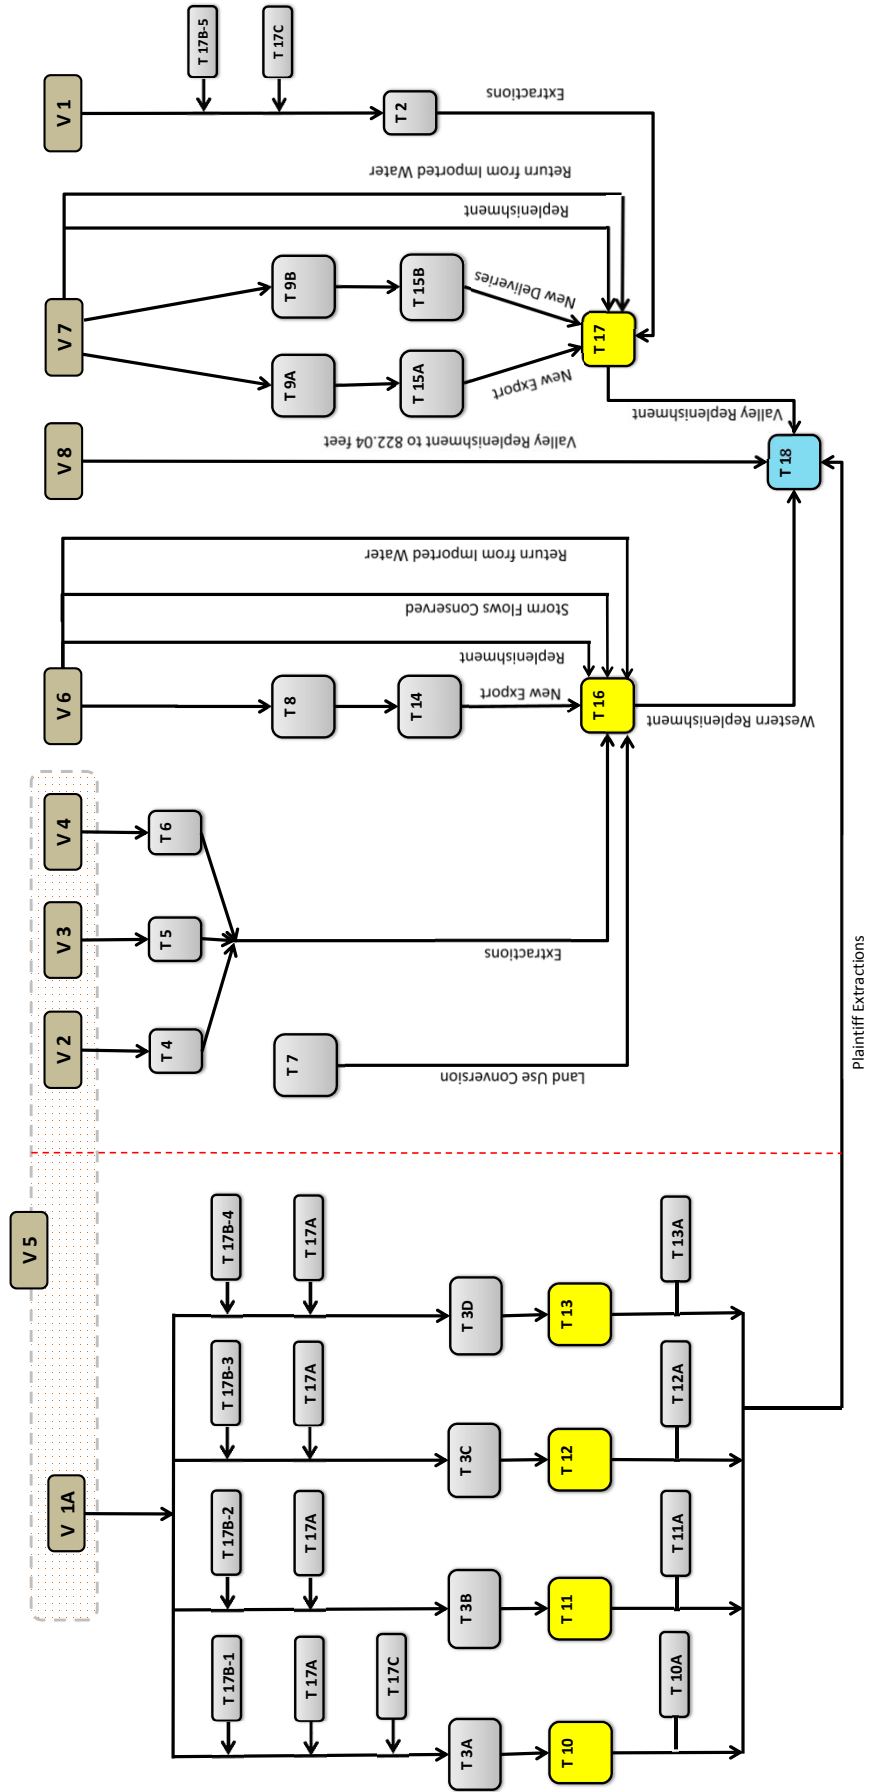 V 5
V 1A
V 2
V 3
V 4
V 6
V 8
V 7
V 1
T 17B-1
T 17B-2
T 17B-3
T 17B-4
T 17A
T 17A
T 17A
T 17A
T 17C
T 3A
T 3B
T 3C
T 3D
T 10
T 11
T 12
T 13
T 10A
T 11A
T 12A
T 13A
T 4
T 5
T 6
T 7
Land Use Conversion
Extractions
T 8
T 14
New Export
Replenishment
Storm Flows Conserved
Return from Imported Water
T 16
Western Replenishment
Valley Replenishment to 822.04 feet
T 9A
T 9B
T 15A
T 15B
New Export
New Deliveries
Replenishment
Return from Imported Water
T 17B-5
T 17C
T 2
Extractions
T 17
Valley Replenishment
T 18
Plaintiff Extractions